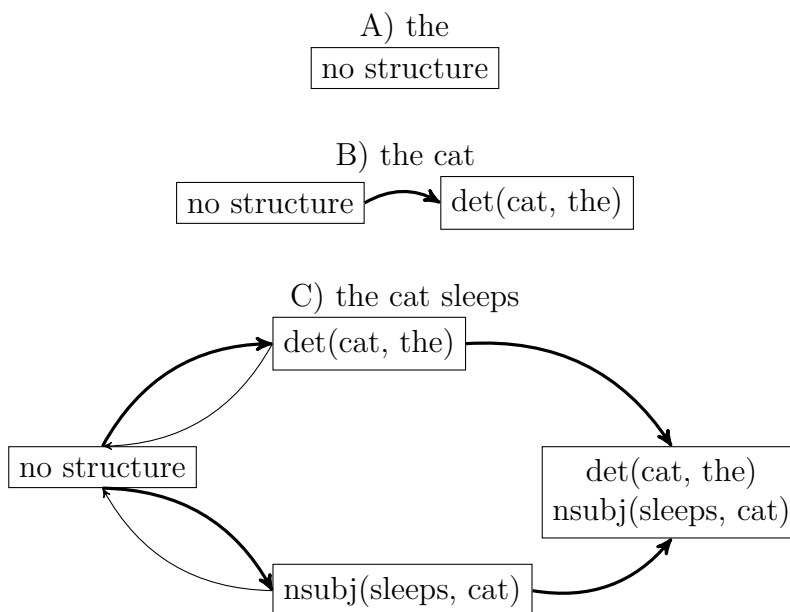 A) the
no structure
B) the cat
no structure
det(cat, the)
C) the cat sleeps
det(cat, the)
no structure
det(cat, the)
nsubj(sleeps, cat)
nsubj(sleeps, cat)